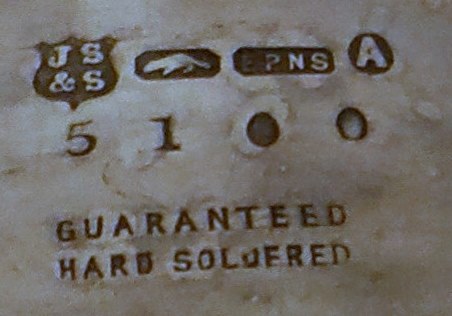 JS
&S
EPNS
A
5100
GUARANTEED
HARD SOLDERED